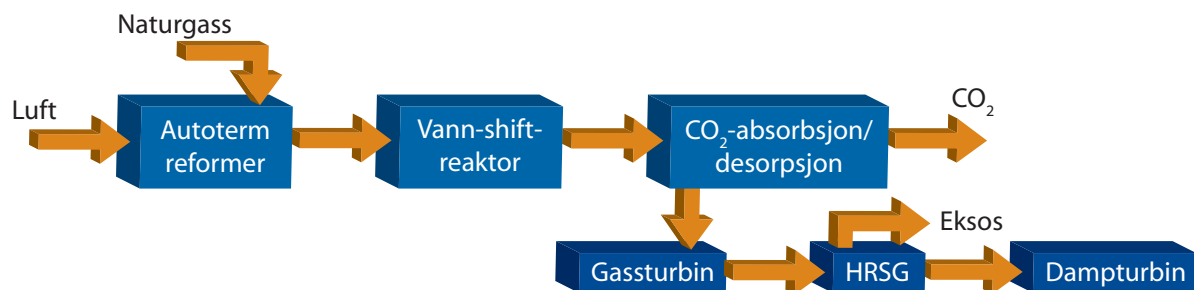 Naturgass
Luft
Autoterm
reformer
Vann-shift-
reaktor
CO₂-absorbsjon/
desorpsjon
CO₂
Eksos
Gassturbin
HRSG
Dampturbin